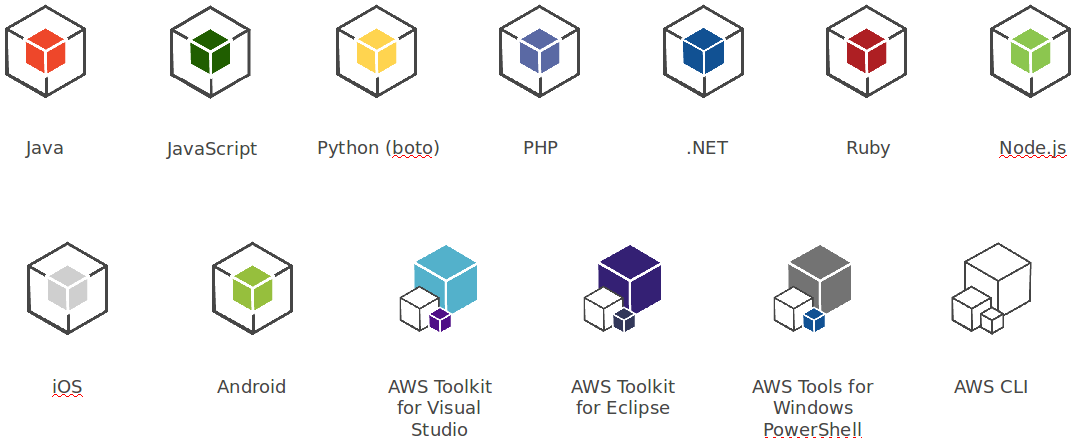 Java
JavaScript
Python (boto)
PHP
.NET
Ruby
Node.js
iOS
Android
AWS Toolkit
for Visual
Studio
AWS Toolkit
for Eclipse
AWS Tools for
Windows
PowerShell
AWS CLI